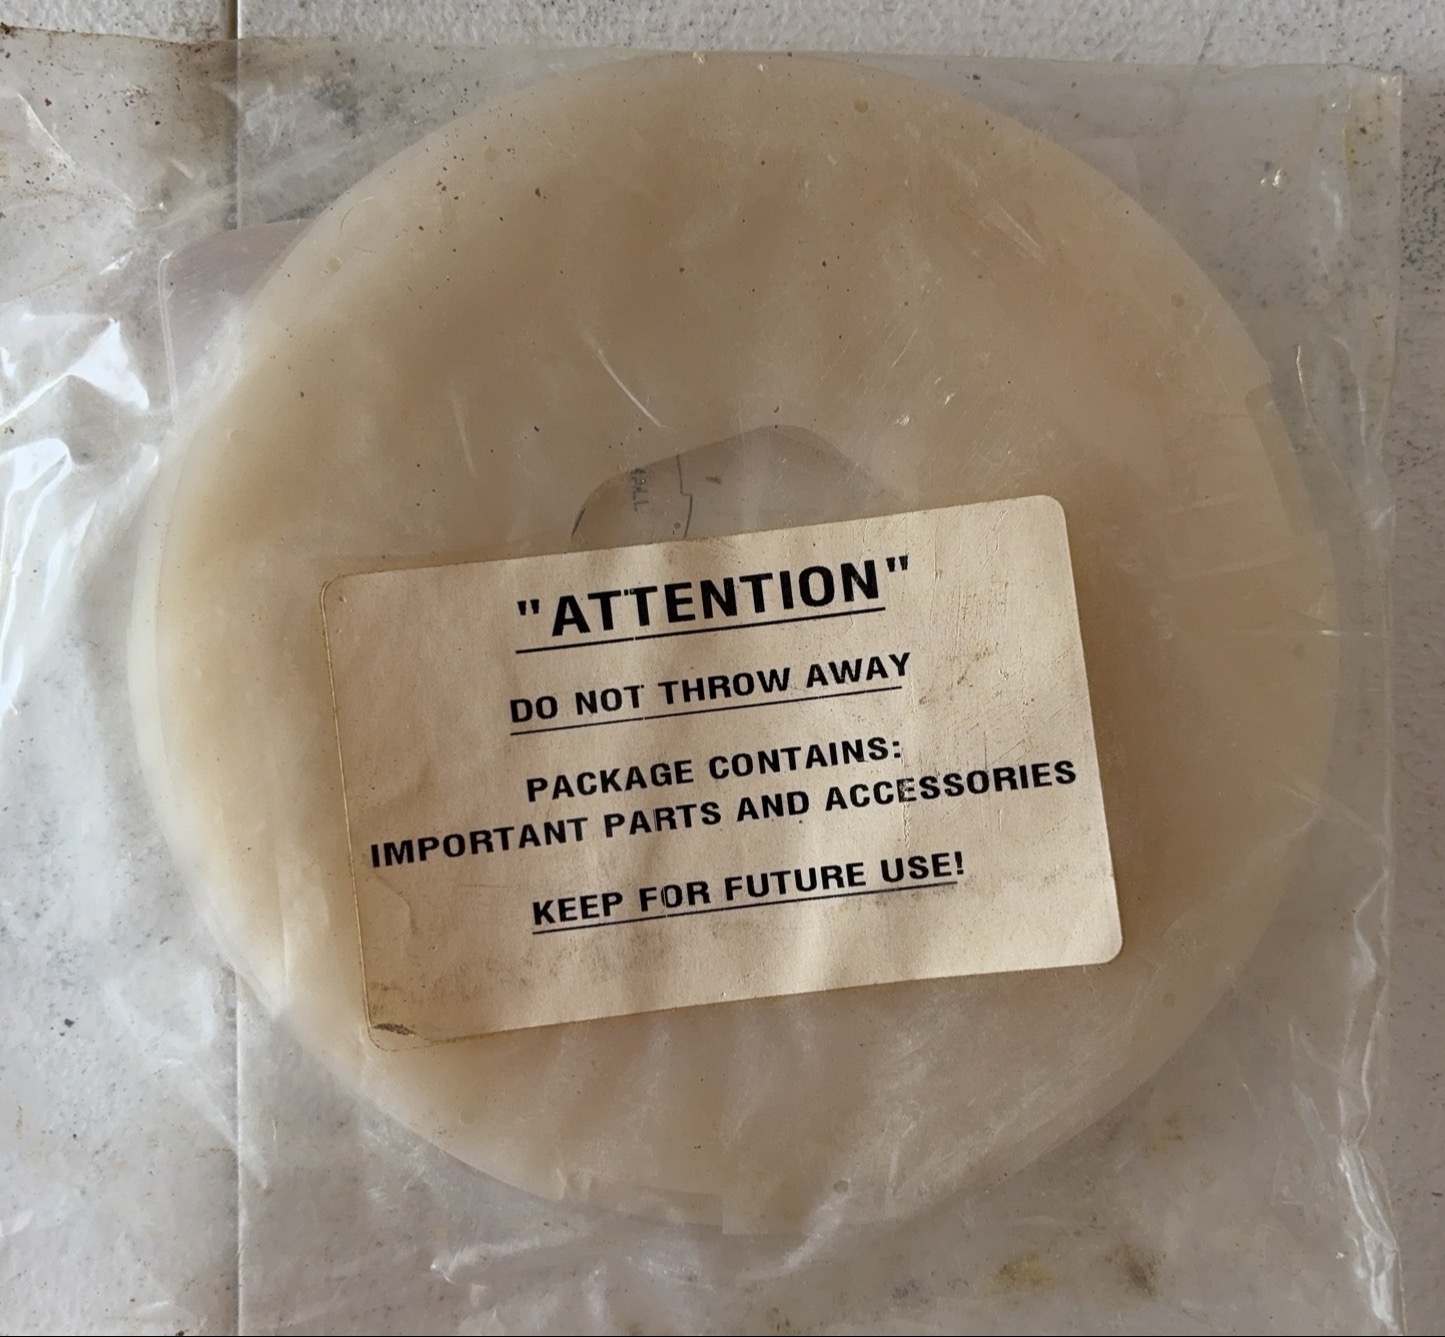 "ATTENTION"
DO NOT THROW AWAY
PACKAGE CONTAINS:
IMPORTANT PARTS AND ACCESSORIES
KEEP FOR FUTURE USE!